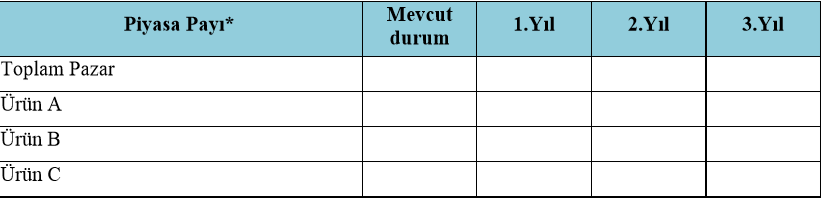 Piyasa Payı*
Mevcut
durum
1.Yıl
2.Yıl
3.Yıl
Toplam Pazar
Ürün A
Ürün B
Ürün C